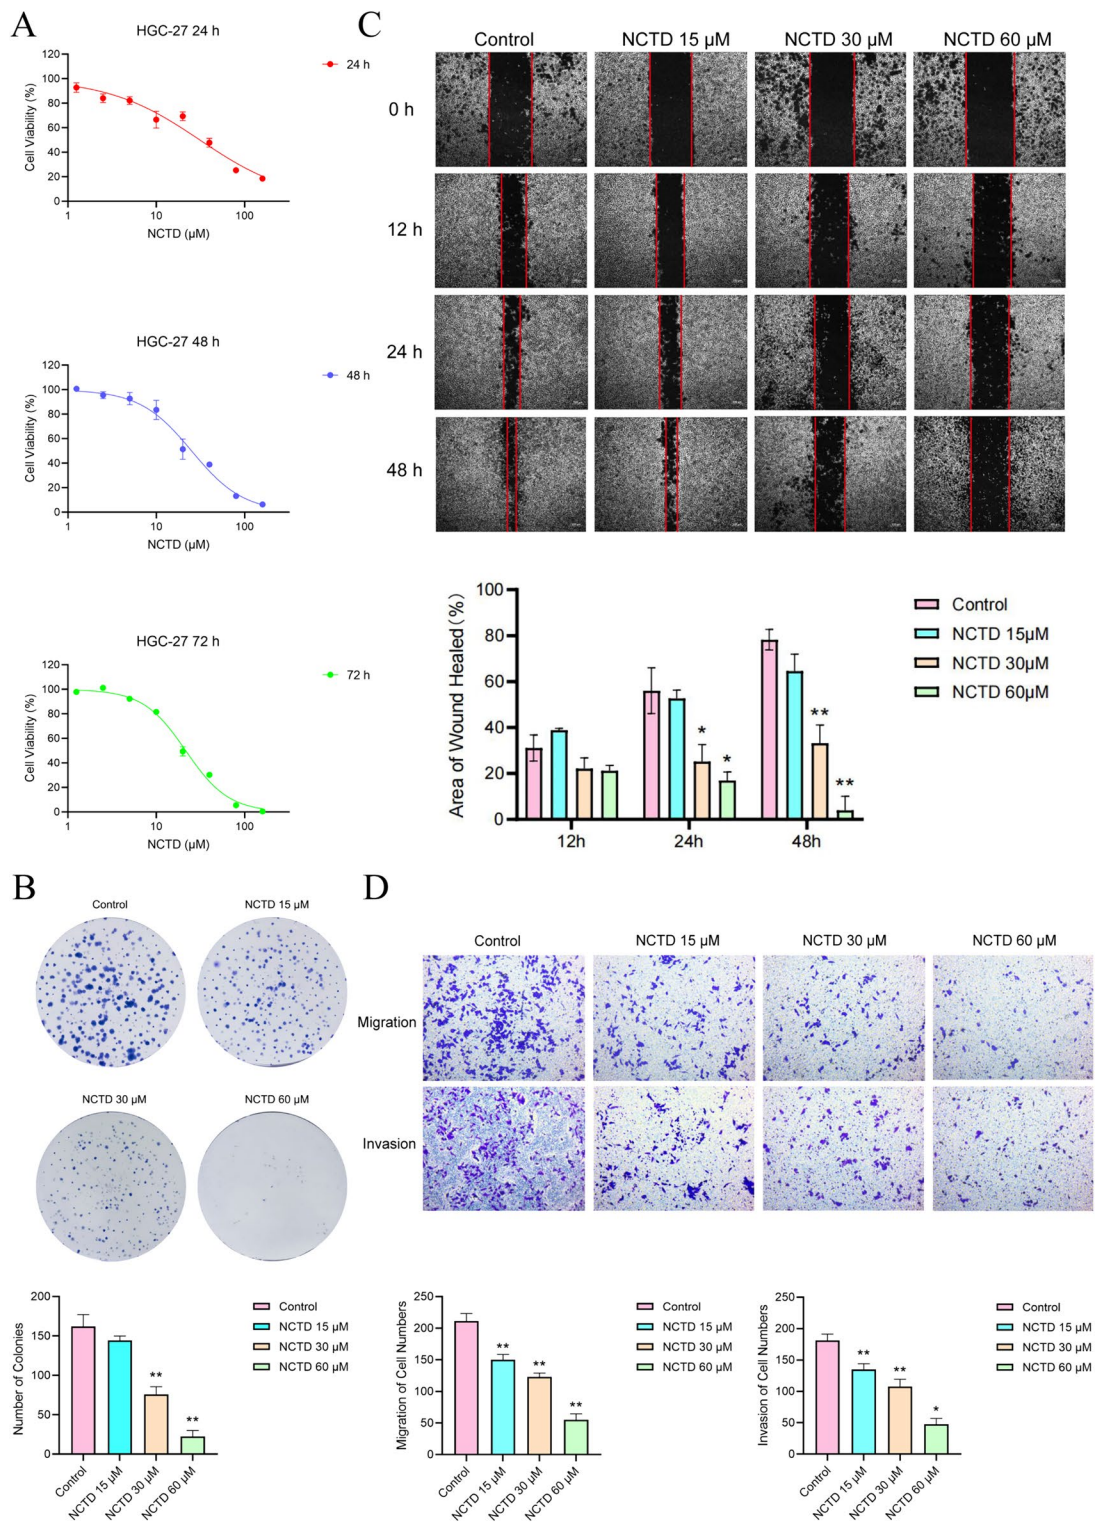 A
HGC-27 24 h
120
100
80
60
40
20
0
1
10
100
Cell Viability (%)
NCTD (µM)
24 h
HGC-27 48 h
120
100
80
60
40
20
0
1
10
100
Cell Viability (%)
NCTD (µM)
48 h
HGC-27 72 h
120
100
80
60
40
20
0
1
10
100
Cell Viability (%)
NCTD (µM)
72 h
C
Control
NCTD 15 µM
NCTD 30 µM
NCTD 60 µM
0 h
12 h
24 h
48 h
100
80
60
40
20
0
Area of Wound Healed (%)
*
*
**
**
12h
24h
48h
Control
NCTD 15µM
NCTD 30µM
NCTD 60µM
B
Control
NCTD 15 µM
NCTD 30 µM
NCTD 60 µM
200
150
100
50
0
Number of Colonies
**
**
Control
NCTD 15 µM
NCTD 30 µM
NCTD 60 µM
Control
NCTD 15 µM
NCTD 30 µM
NCTD 60 µM
D
Control
NCTD 15 µM
NCTD 30 µM
NCTD 60 µM
Migration
Invasion
250
200
150
100
50
0
Migration of Cell Numbers
**
**
**
Control
NCTD 15 µM
NCTD 30 µM
NCTD 60 µM
Control
NCTD 15 µM
NCTD 30 µM
NCTD 60 µM
250
200
150
100
50
0
Invasion of Cell Numbers
**
**
*
Control
NCTD 15 µM
NCTD 30 µM
NCTD 60 µM
Control
NCTD 15 µM
NCTD 30 µM
NCTD 60 µM